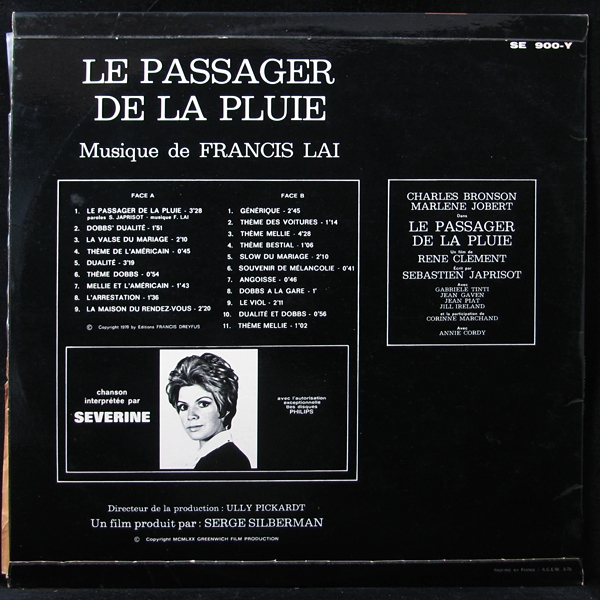 SE 900-Y
LE PASSAGER
DE LA PLUIE
Musique de FRANCIS LAI
FACE A
1. LE PASSAGER DE LA PLUIE - 3'28
paroles S. JAPRISOT - musique F. LAI
2. DOBBS' DUALITÉ - 1'51
3. LA VALSE DU MARIAGE - 2'10
4. THÈME DE L'AMÉRICAIN - 0'45
5. DUALITÉ - 3'19
6. THÈME DOBBS - 0'54
7. MELLIE ET L'AMÉRICAIN - 1'43
8. L'ARRESTATION - 1'36
9. LA MAISON DU RENDEZ-VOUS - 2'20
© Copyright 1970 by Editions FRANCIS DREYFUS
FACE B
1. GÉNÉRIQUE - 2'45
2. THEME DES VOITURES - 1'14
3. THÈME MELLIE - 4'28
4. THÈME BESTIAL - 1'06
5. SLOW DU MARIAGE - 2'10
6. SOUVENIR DE MÉLANCOLIE - 0'41
7. ANGOISSE - 0'46
8. DOBBS A LA GARE - 1'
9. LE VIOL - 2'11
10. DUALITÉ ET DOBBS - 0'56
11. THÈME MELLIE - 1'02
CHARLES BRONSON
MARLENE JOBERT
Dans
LE PASSAGER
DE LA PLUIE
Un film de
RENE CLEMENT
Ecrit par
SEBASTIEN JAPRISOT
Avec
GABRIELE TINTI
JEAN GAVEN
JEAN PIAT
JILL IRELAND
et la participation de
CORINNE MARCHAND
Avec
ANNIE CORDY
chanson
interprétée par
SEVERINE
avec l'autorisation
exceptionnelle
des disques
PHILIPS
Directeur de la production : ULLY PICKARDT
Un film produit par : SERGE SILBERMAN
© Copyright MCMLXX GREENWICH FILM PRODUCTION